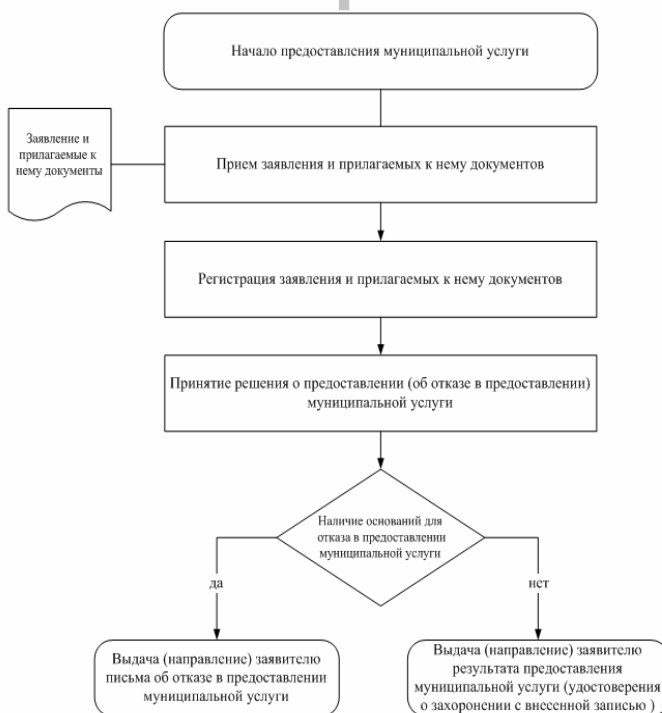 Начало предоставления муниципальной услуги
Заявление и
прилагаемые к
нему документы
Прием заявления и прилагаемых к нему документов
Регистрация заявления и прилагаемых к нему документов
Принятие решения о предоставлении (об отказе в предоставлении)
муниципальной услуги
Наличие оснований для
отказа в предоставлении
муниципальной услуги
да
нет
Выдача (направление) заявителю
письма об отказе в предоставлении
муниципальной услуги
Выдача (направление) заявителю
результата предоставления
муниципальной услуги (удостоверения
о захоронении с внесенной записью )